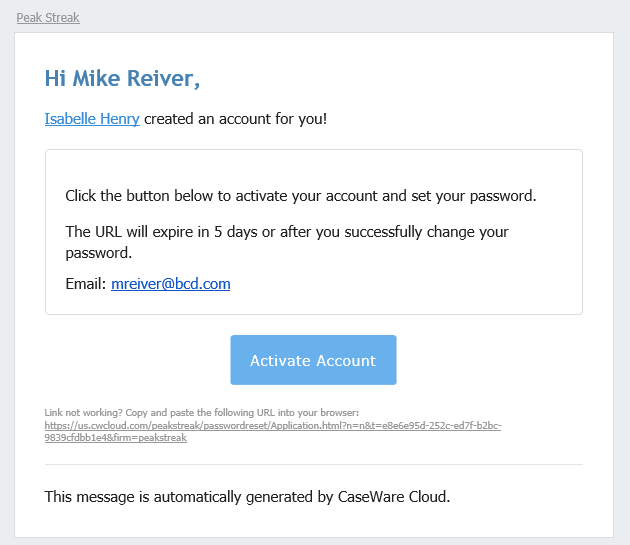 Peak Streak
Hi Mike Reiver,
Isabelle Henry created an account for you!
Click the button below to activate your account and set your password.
The URL will expire in 5 days or after you successfully change your
password.
Email: mreiver@bcd.com
Activate Account
Link not working? Copy and paste the following URL into your browser:
https://us.cwcloud.com/peakstreak/passwordreset/Application.html?n=n&t=e8e6e95d-252c-ed7f-b2bc-
9839cfdbb1e4&firm=peakstreak
This message is automatically generated by CaseWare Cloud.